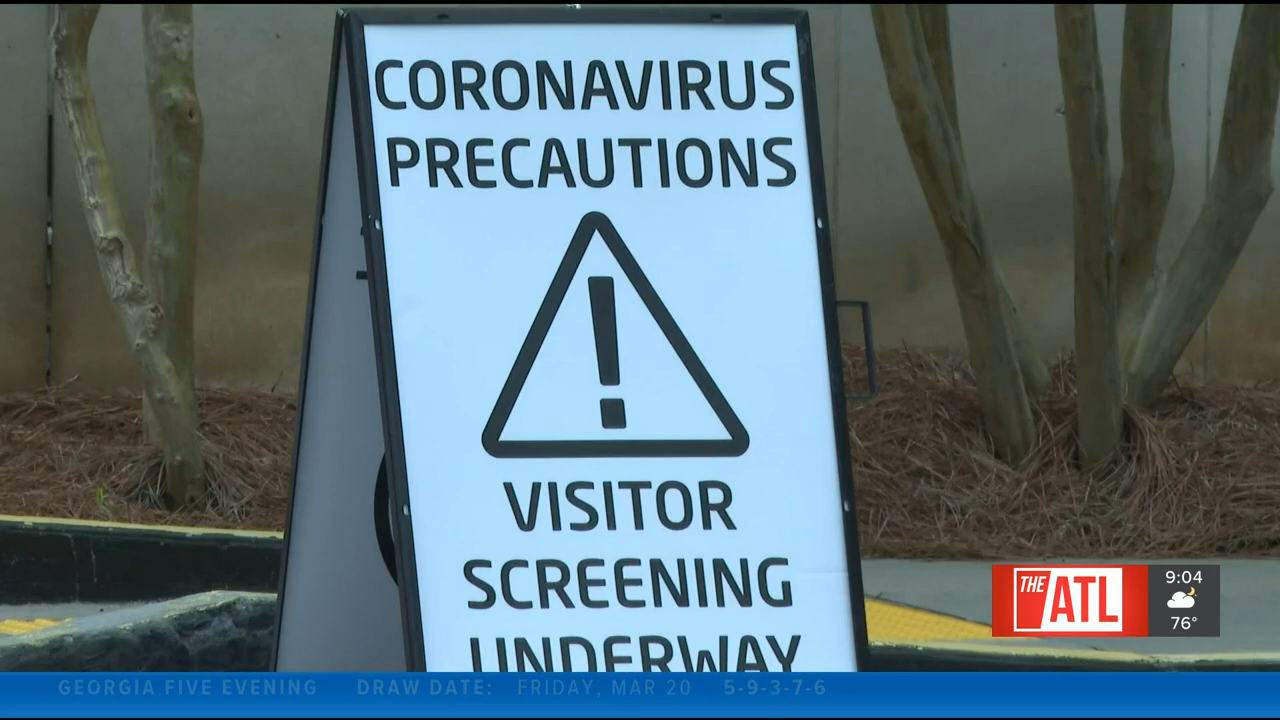 CORONAVIRUS
PRECAUTIONS
!
VISITOR
SCREENING
UNDERWAY
THE ATL
9:04
76°
GEORGIA FIVE EVENING DRAW DATE: FRIDAY, MAR 20 5-9-3-7-6